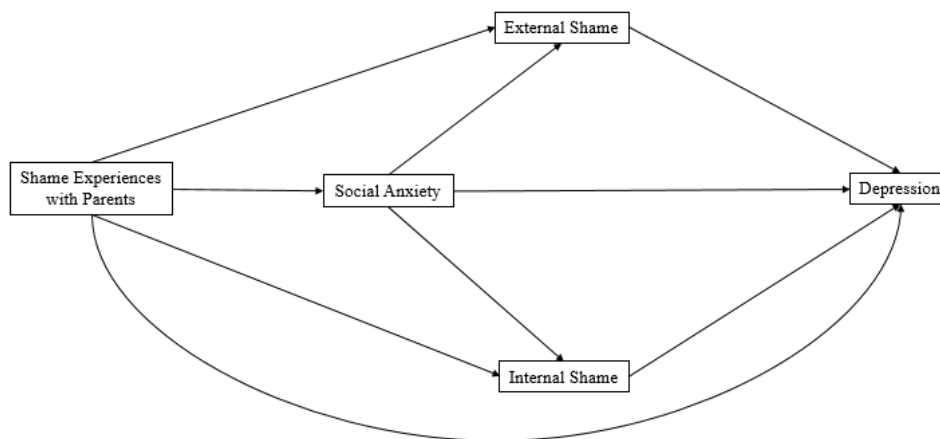 External Shame
Shame Experiences
with Parents
Social Anxiety
Depression
Internal Shame